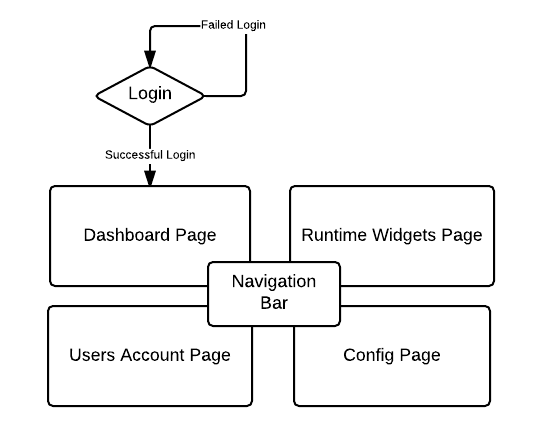 Failed Login
Login
Successful Login
Dashboard Page
Runtime Widgets Page
Navigation
Bar
Users Account Page
Config Page